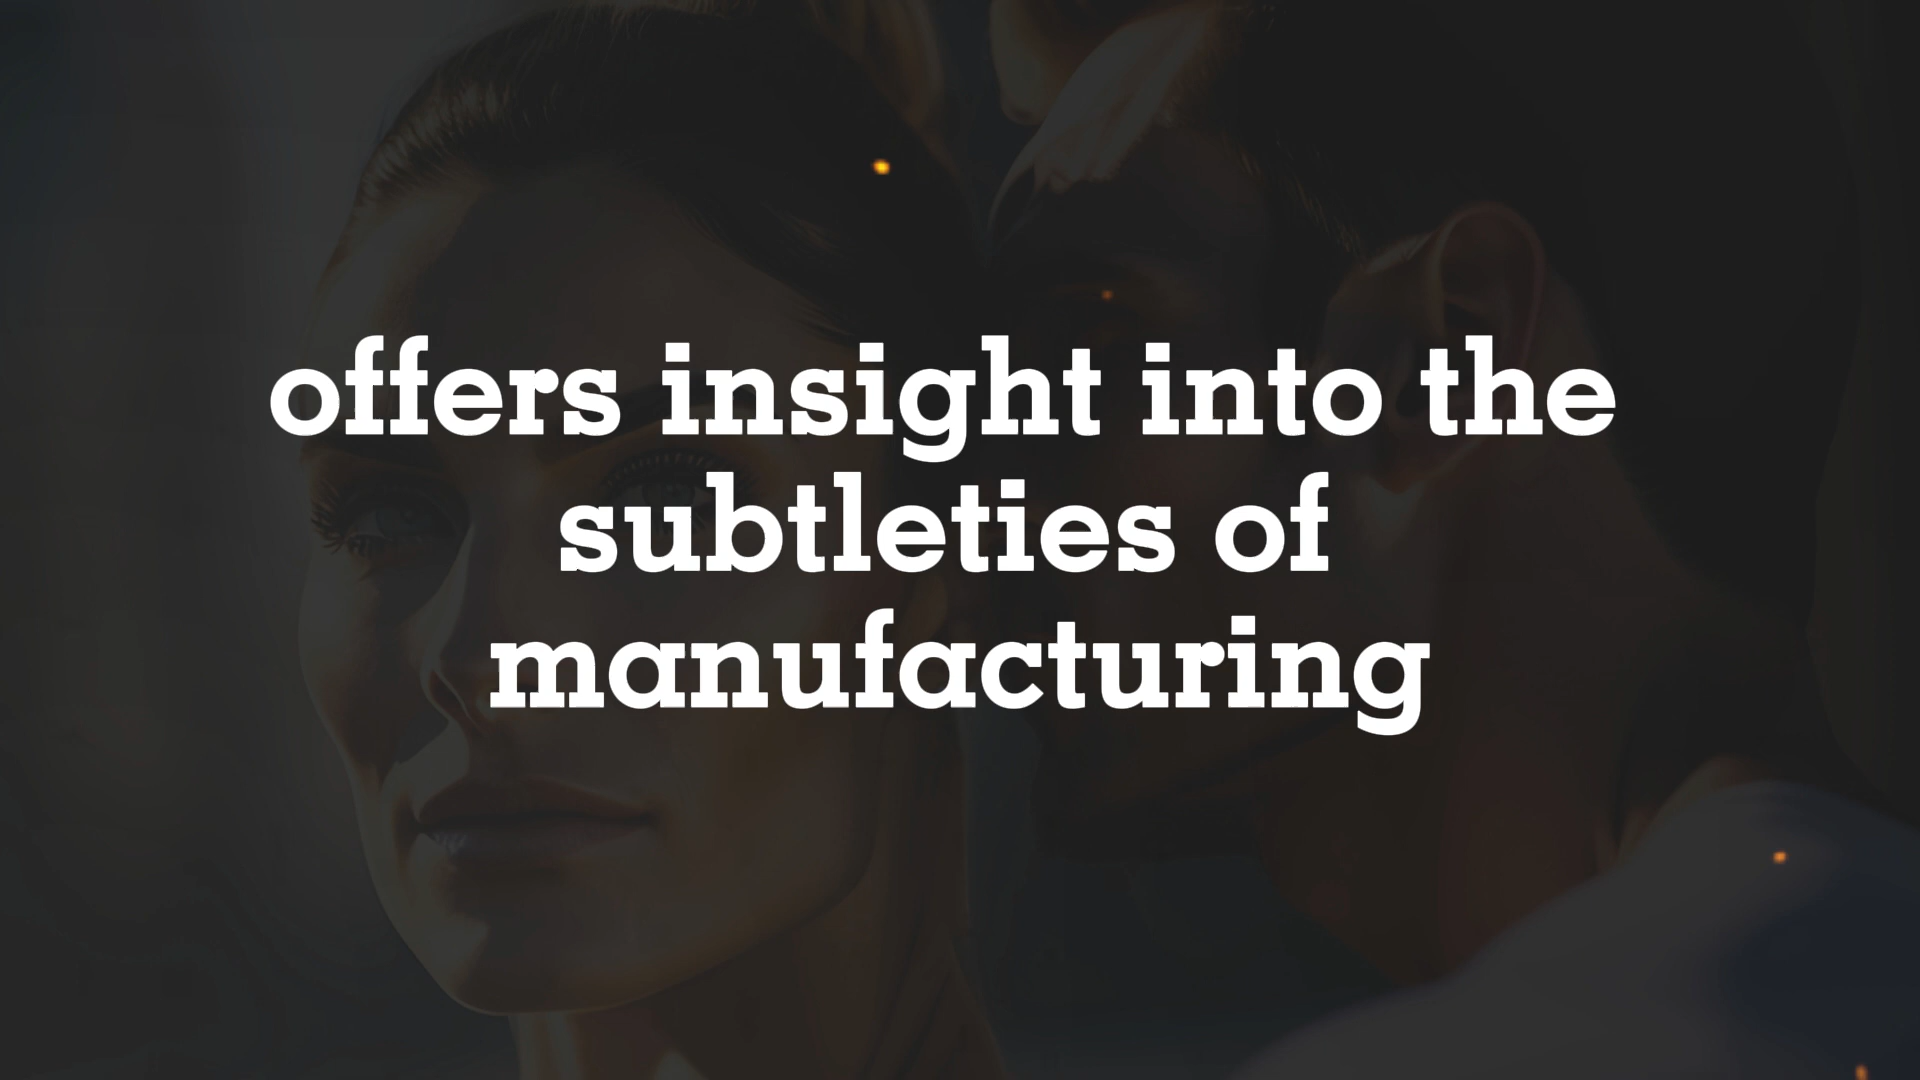 offers insight into the
subtleties of
manufacturing